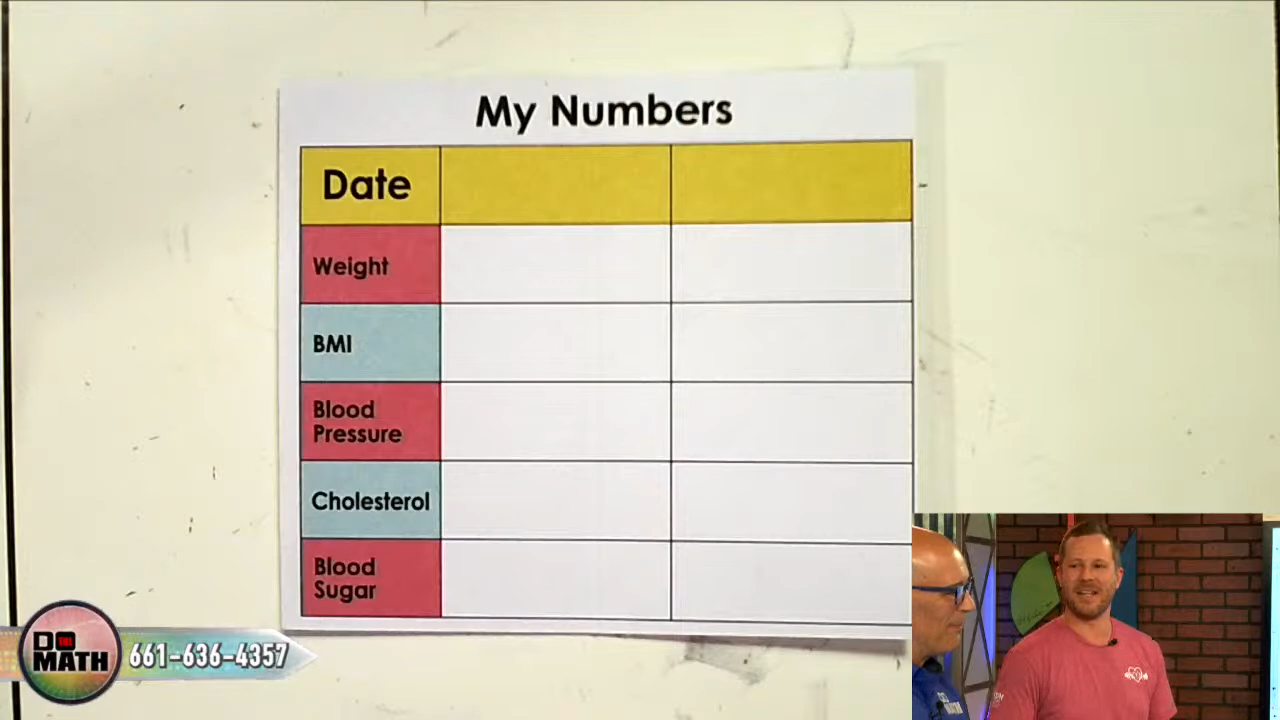 My Numbers
Date
Weight
BMI
Blood
Pressure
Cholesterol
Blood
Sugar
DO THE
MATH
661-636-4357